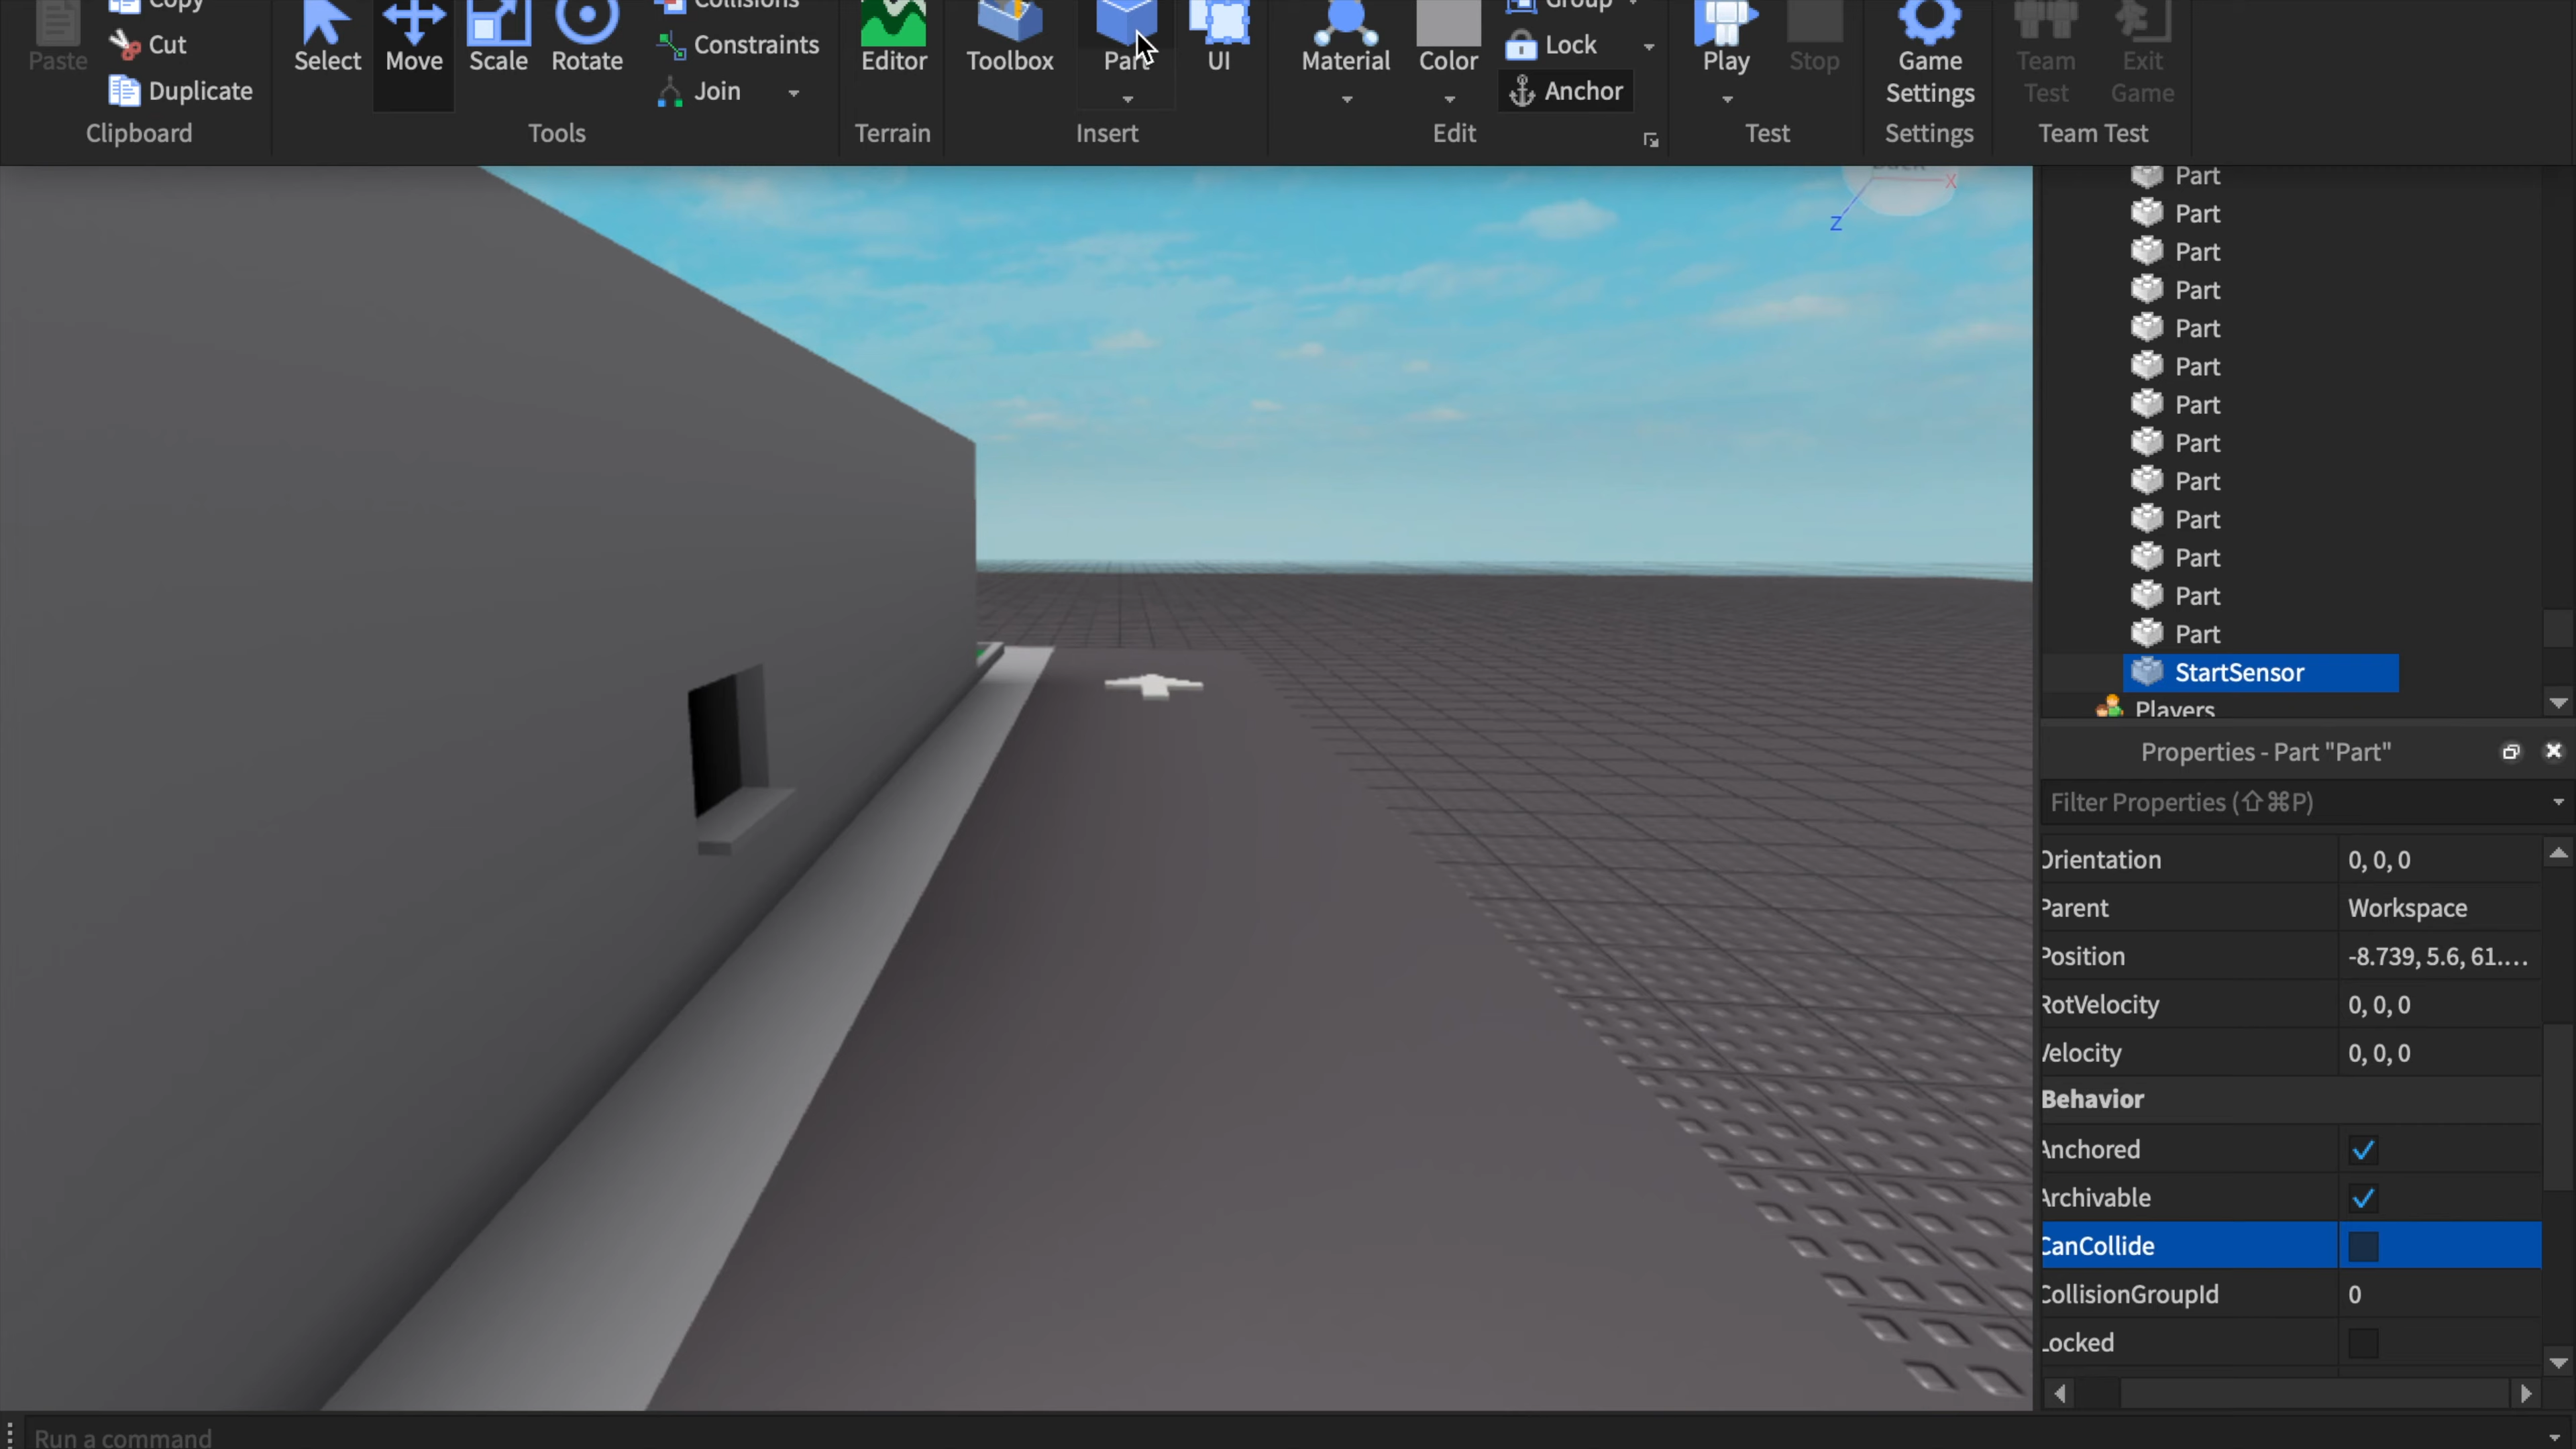 Copy
Paste
Cut
Duplicate
Clipboard
Select
Move
Scale
Rotate
Collisions
Constraints
Join
Tools
Editor
Terrain
Toolbox
Part
UI
Insert
Material
Color
Group
Lock
Anchor
Edit
Play
Stop
Test
Game
Settings
Settings
Team
Test
Exit
Game
Team Test
X
Z
Part
Part
Part
Part
Part
Part
Part
Part
Part
Part
Part
Part
Part
StartSensor
Players
Properties - Part "Part"
Filter Properties (⇧⌘P)
Orientation 0, 0, 0
Parent Workspace
Position -8.739, 5.6, 61....
RotVelocity 0, 0, 0
Velocity 0, 0, 0
Behavior
Anchored
Archivable
CanCollide
CollisionGroupId 0
Locked
Run a command